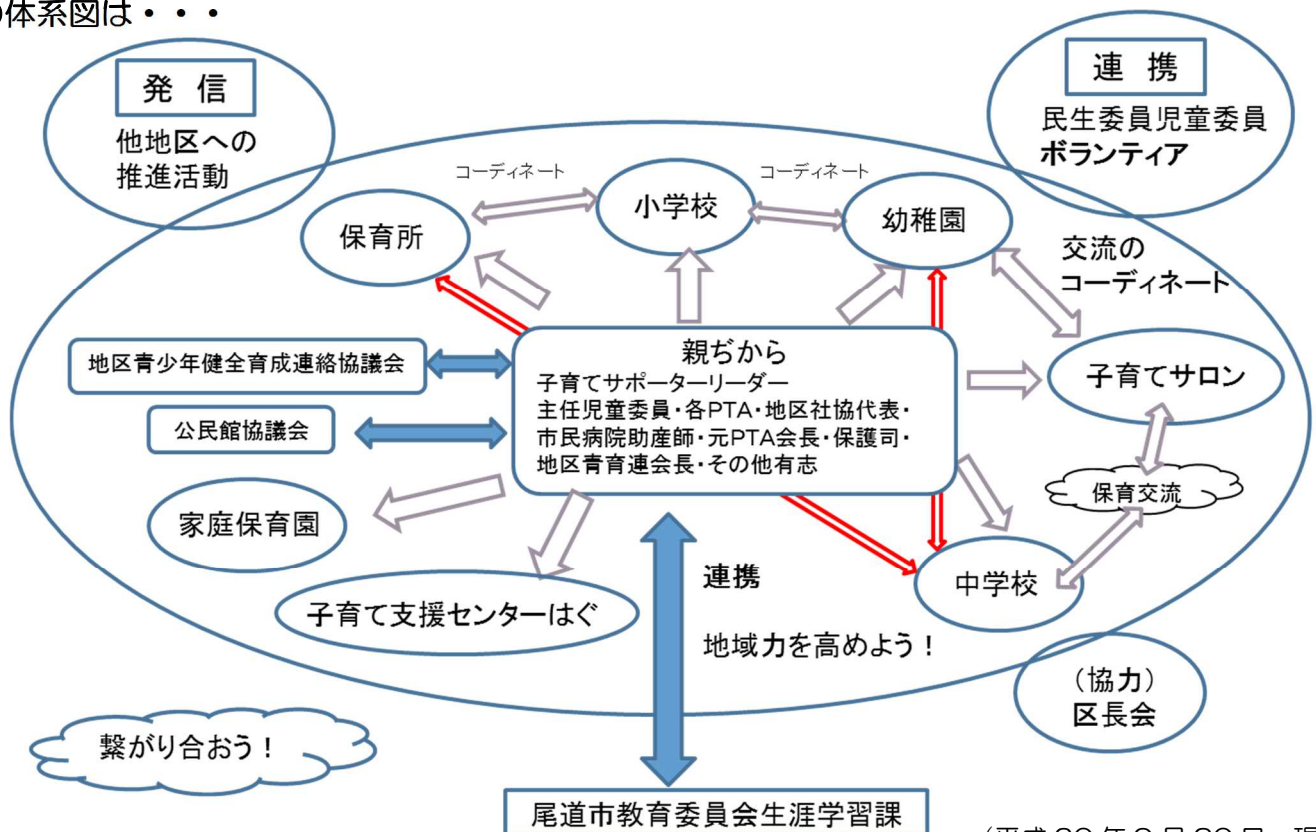 の体系図は・・・
発 信
他地区への
推進活動
連 携
民生委員児童委員
ボランティア
コーディネート
コーディネート
保育所
小学校
幼稚園
交流の
コーディネート
地区青少年健全育成連絡協議会
公民館協議会
親ぢから
子育てサポーターリーダー
主任児童委員・各PTA・地区社協代表・
市民病院助産師・元PTA会長・保護司・
地区青育連会長・その他有志
子育てサロン
保育交流
家庭保育園
子育て支援センターはぐ
中学校
連携
地域力を高めよう！
（協力）
区長会
繋がり合おう！
尾道市教育委員会生涯学習課